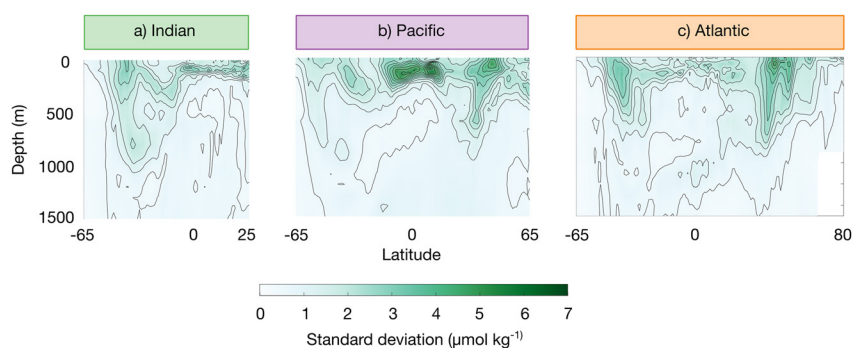 a) Indian
b) Pacific
c) Atlantic
Depth (m)
0
500
1000
1500
-65
0
25
-65
0
65
-65
0
80
Latitude
0 1 2 3 4 5 6 7
Standard deviation (μmol kg⁻¹⁾